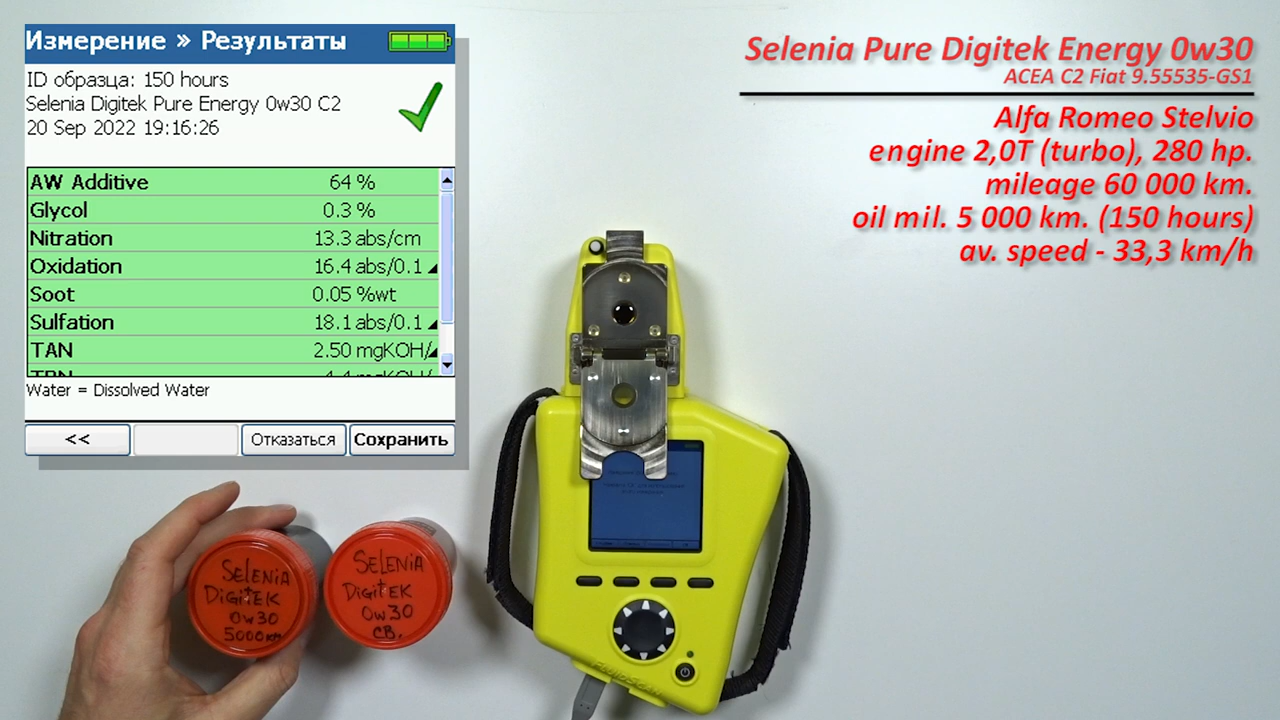 Измерение » Результаты
ID образца: 150 hours
Selenia Digitek Pure Energy 0w30 C2
20 Sep 2022 19:16:26
AW Additive 64 %
Glycol 0.3 %
Nitration 13.3 abs/cm
Oxidation 16.4 abs/0.1
Soot 0.05 %wt
Sulfation 18.1 abs/0.1
TAN 2.50 mgKOH/
Water = Dissolved Water
<< Отказаться Сохранить
Selenia Pure Digitek Energy 0w30
ACEA C2 Fiat 9.55535-GS1
Alfa Romeo Stelvio
engine 2,0T (turbo), 280 hp.
mileage 60 000 km.
oil mil. 5 000 km. (150 hours)
av. speed - 33,3 km/h
SELENIA
DigiTEK
0w30
5000км
SELENIA
DigiTEK
0w30
СВ.
FLUIDSCAN